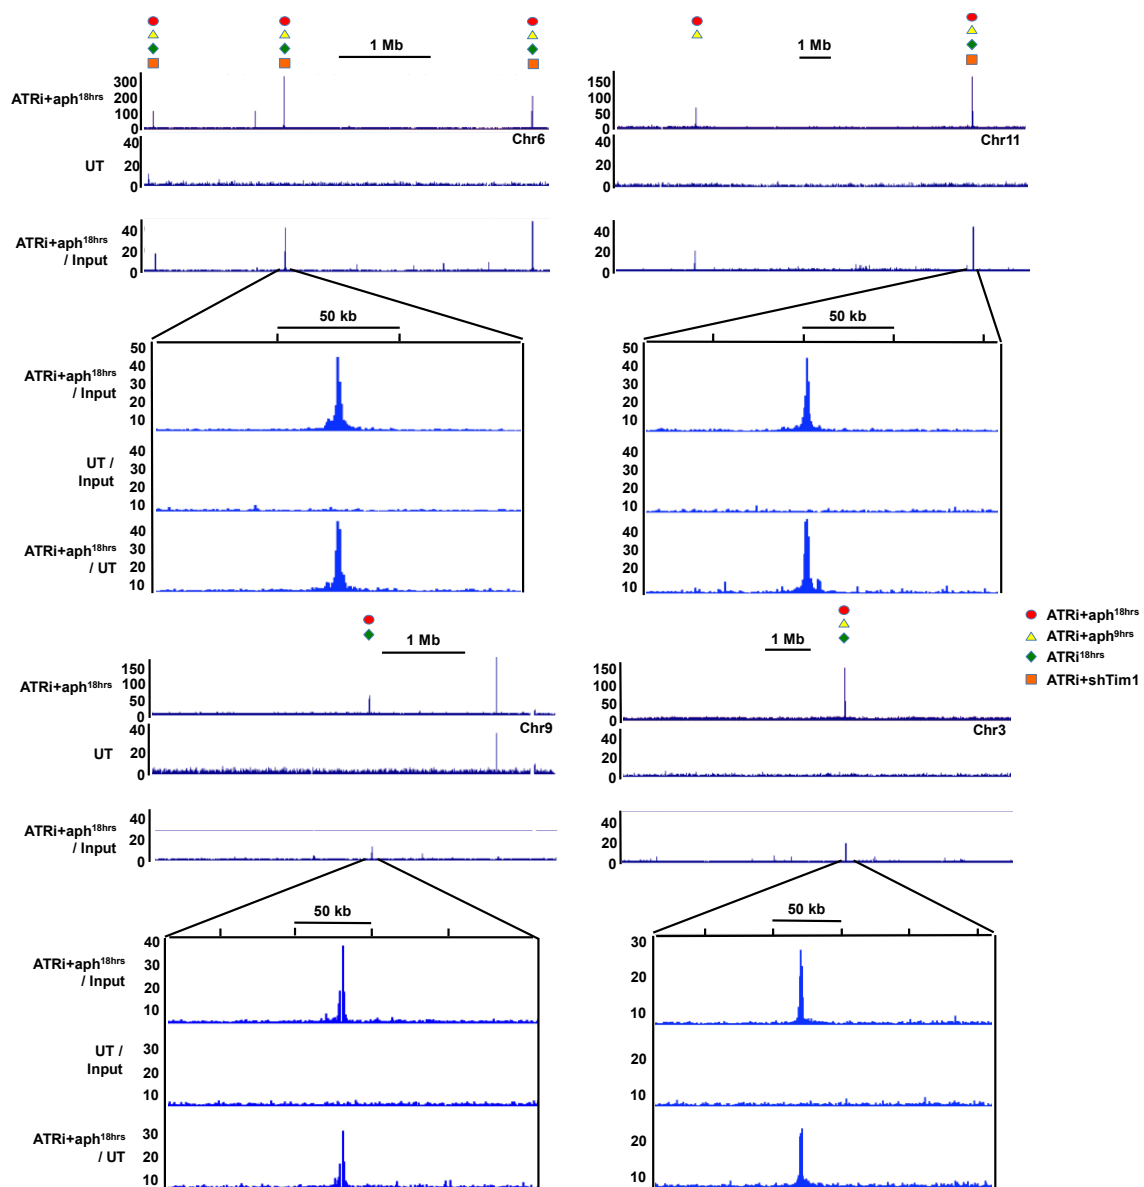 1 Mb
1 Mb
ATRi+aph18hrs
300
200
100
0
150
100
50
0
Chr6
Chr11
UT
40
20
0
40
20
0
ATRi+aph18hrs
/ Input
40
20
0
40
20
0
50 kb
50 kb
ATRi+aph18hrs
/ Input
50
40
30
20
10
50
40
30
20
10
UT /
Input
40
30
20
10
40
30
20
10
ATRi+aph18hrs
/ UT
40
30
20
10
40
30
20
10
ATRi+aph18hrs
ATRi+aph9hrs
ATRi18hrs
ATRi+shTim1
1 Mb
1 Mb
ATRi+aph18hrs
150
100
50
0
150
100
50
0
Chr9
Chr3
UT
40
20
0
40
20
0
ATRi+aph18hrs
/ Input
40
20
0
40
20
0
50 kb
50 kb
ATRi+aph18hrs
/ Input
40
30
20
10
30
20
10
UT /
Input
30
20
10
20
10
ATRi+aph18hrs
/ UT
30
20
10
20
10